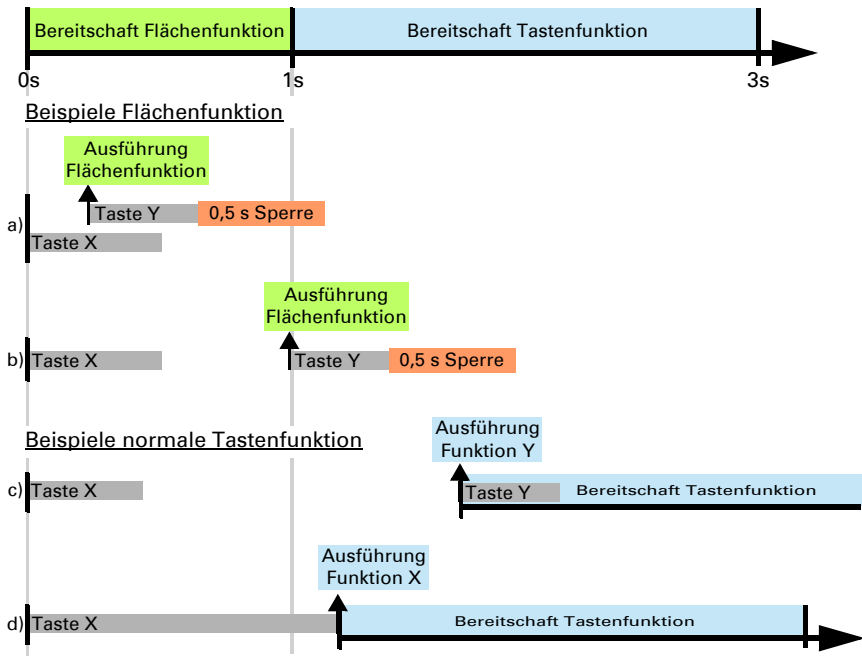 Bereitschaft Flächenfunktion
Bereitschaft Tastenfunktion
0s
1s
3s
Beispiele Flächenfunktion
Ausführung
Flächenfunktion
a)
Taste Y
0,5 s Sperre
Taste X
Ausführung
Flächenfunktion
b)
Taste X
Taste Y
0,5 s Sperre
Beispiele normale Tastenfunktion
Ausführung
Funktion Y
c)
Taste X
Taste Y
Bereitschaft Tastenfunktion
Ausführung
Funktion X
d)
Taste X
Bereitschaft Tastenfunktion